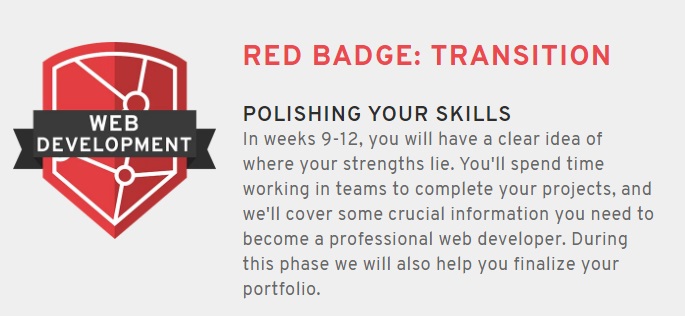 WEB
DEVELOPMENT
RED BADGE: TRANSITION
POLISHING YOUR SKILLS
In weeks 9-12, you will have a clear idea of
where your strengths lie. You'll spend time
working in teams to complete your projects, and
we'll cover some crucial information you need to
become a professional web developer. During
this phase we will also help you finalize your
portfolio.